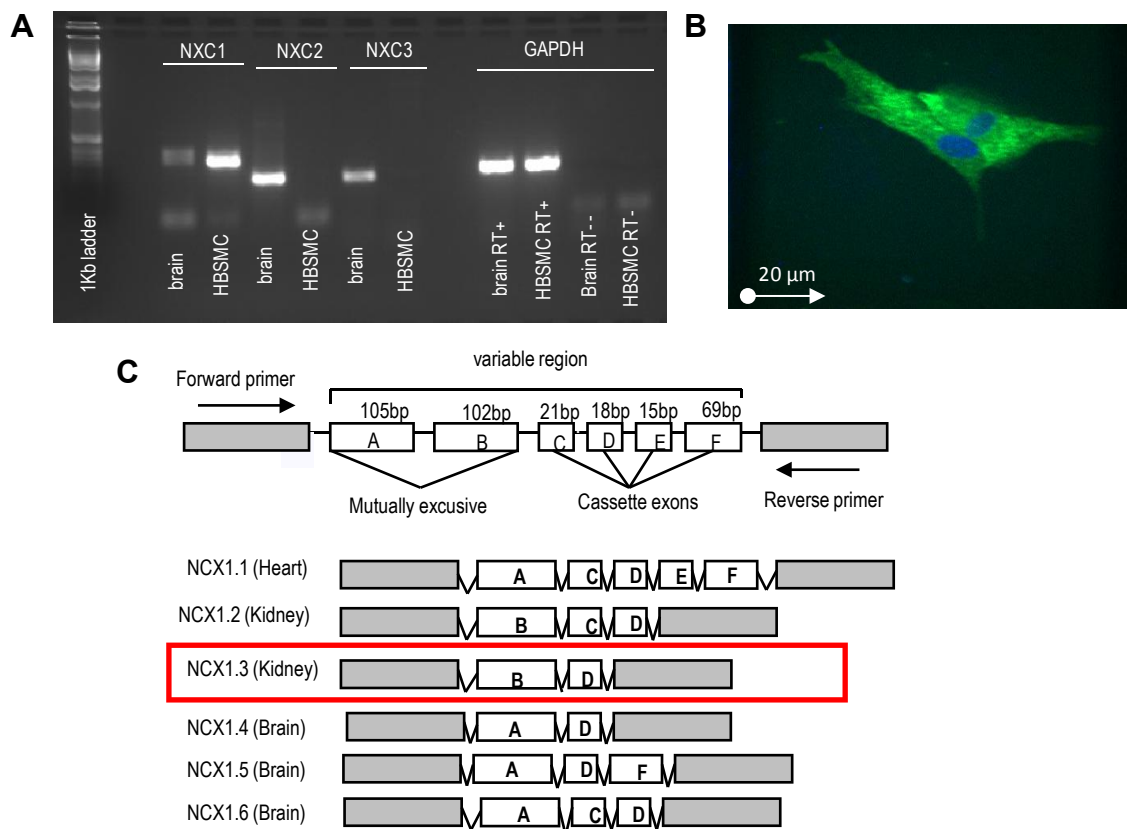 A
NXC1 NXC2 NXC3 GAPDH
1Kb ladder
brain
HBSMC
brain
HBSMC
brain
HBSMC
brain RT+
HBSMC RT+
Brain RT- -
HBSMC RT-
B
20 µm
C
variable region
Forward primer
105bp 102bp 21bp 18bp 15bp 69bp
A B C D E F
Mutually excusive Cassette exons Reverse primer
NCX1.1 (Heart) A C D E F
NCX1.2 (Kidney) B C D
NCX1.3 (Kidney) B D
NCX1.4 (Brain) A D
NCX1.5 (Brain) A D F
NCX1.6 (Brain) A C D